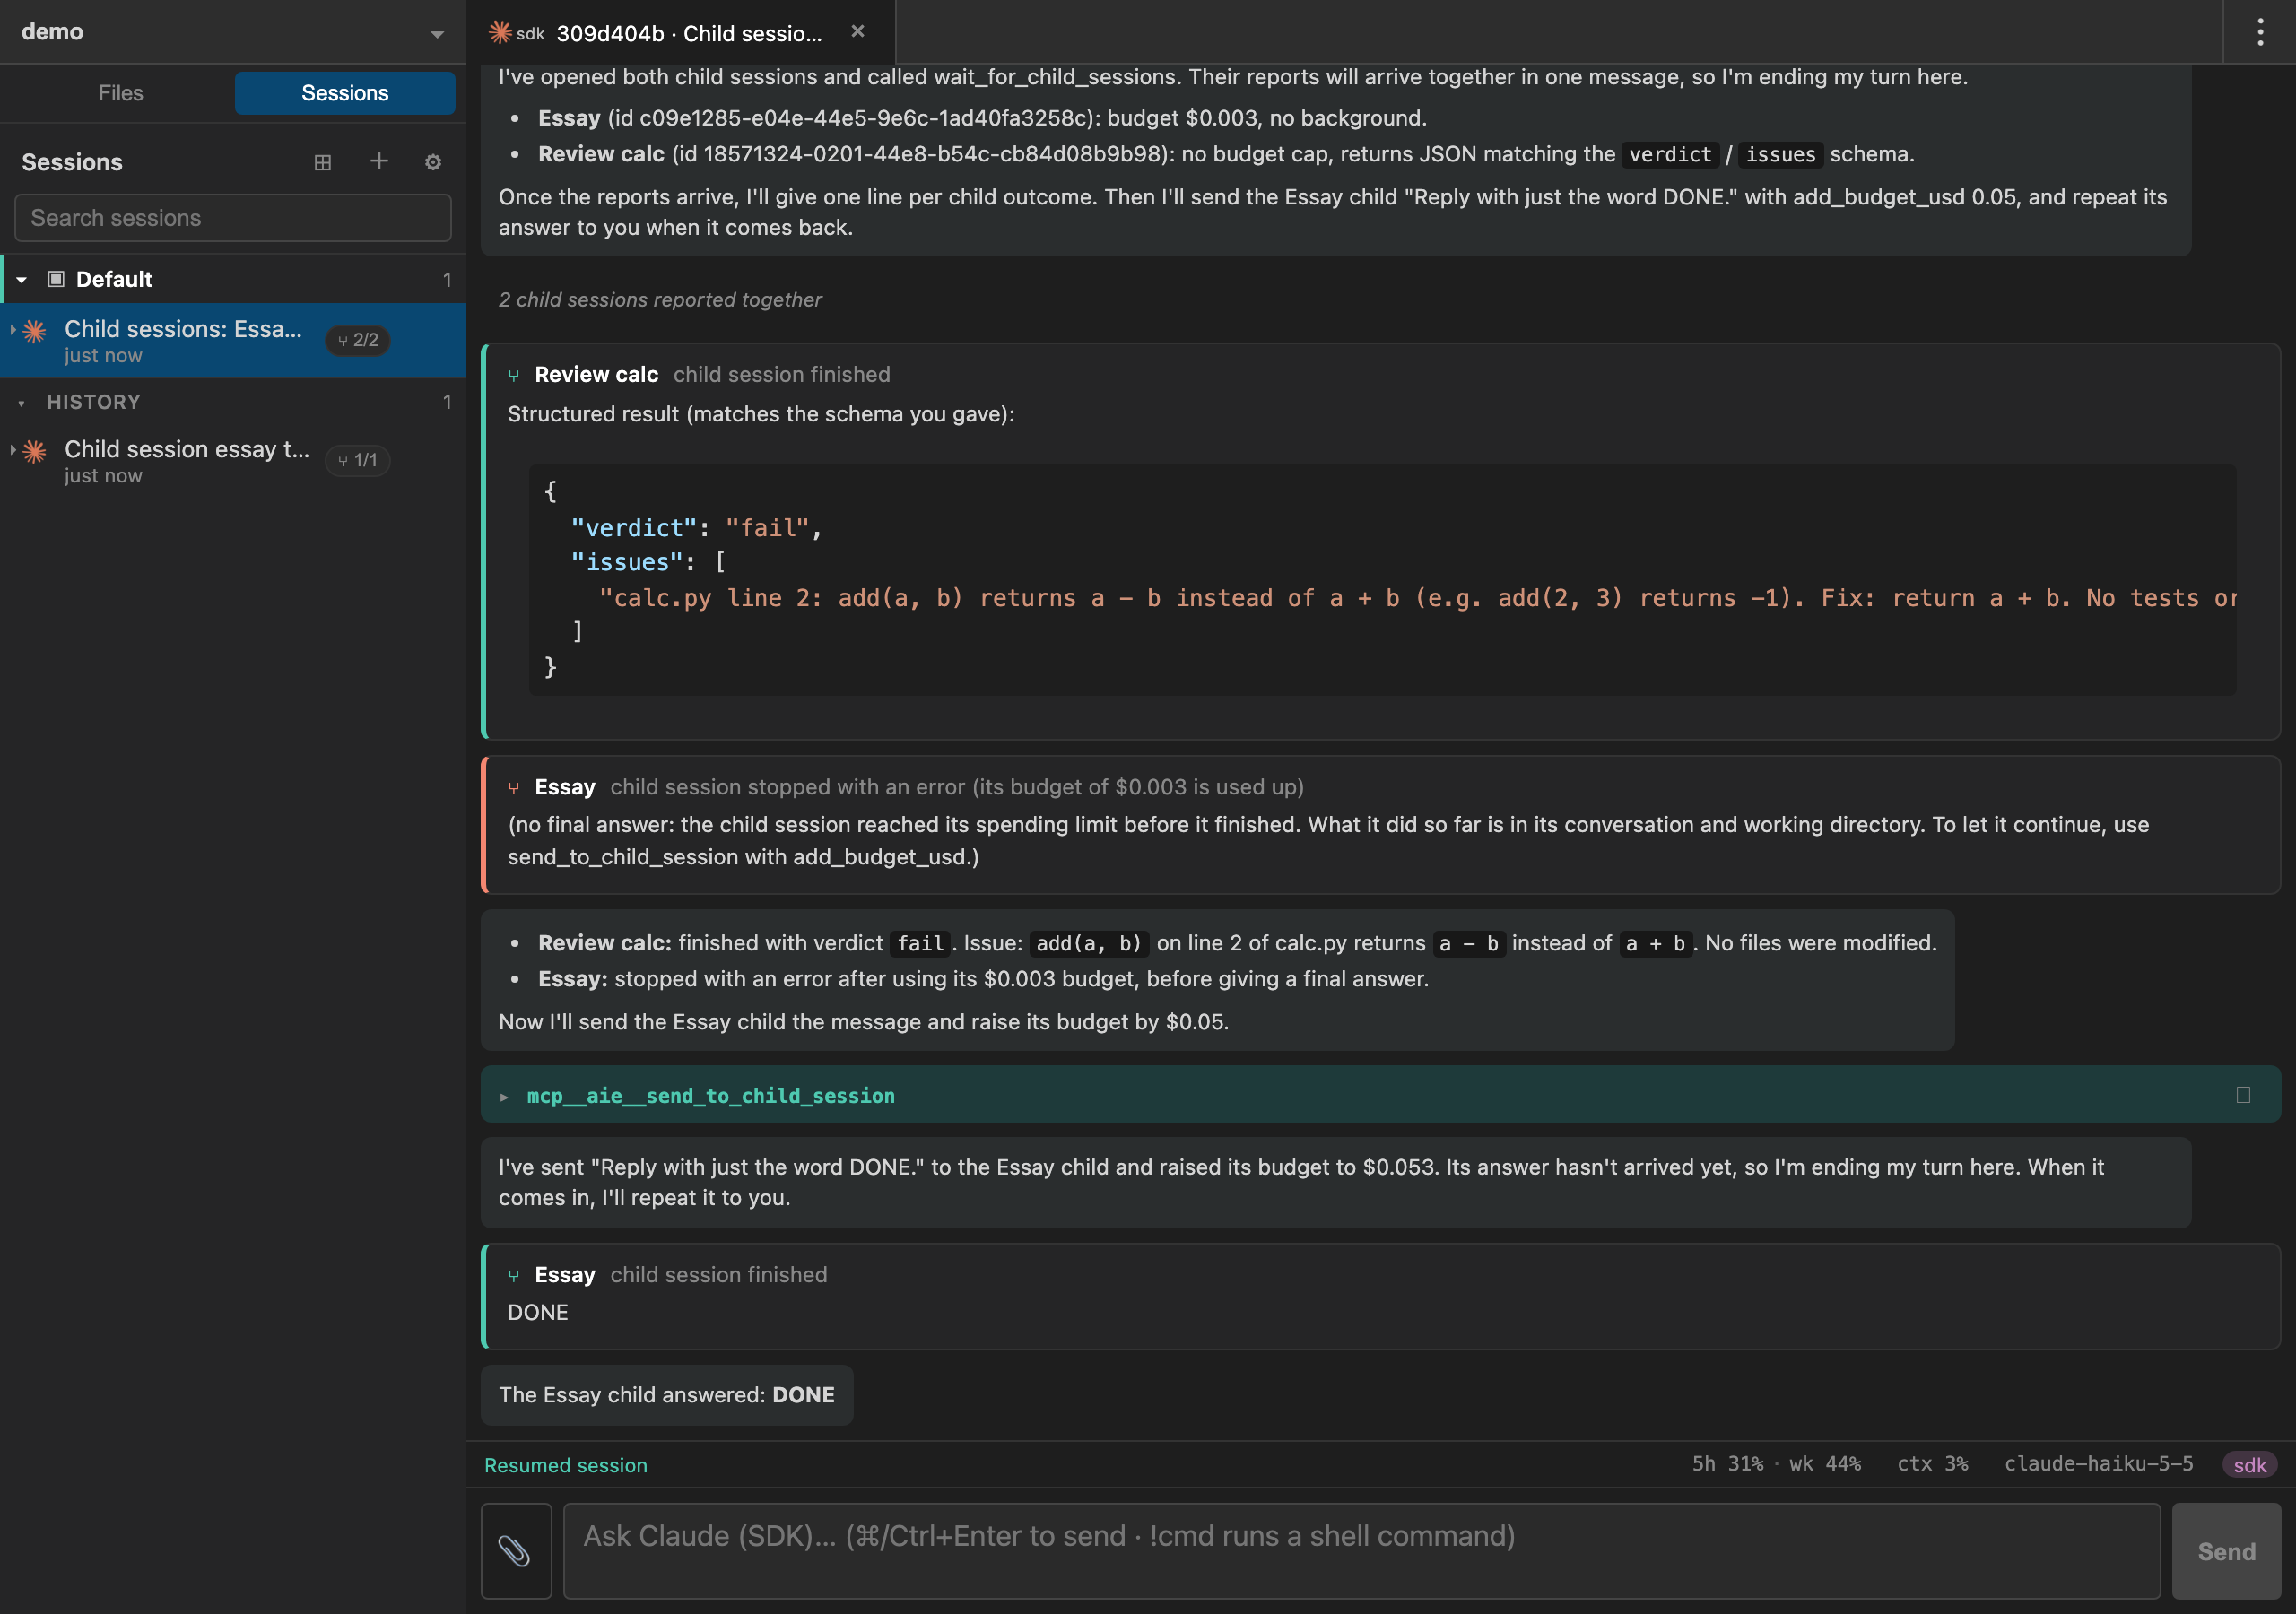 demo
Files
Sessions
Sessions
Search sessions
Default
1
Child sessions: Essa...
2/2
just now
HISTORY
1
Child session essay t...
1/1
just now
sdk 309d404b · Child sessio...
I've opened both child sessions and called wait_for_child_sessions. Their reports will arrive together in one message, so I'm ending my turn here.
• Essay (id c09e1285-e04e-44e5-9e6c-1ad40fa3258c): budget $0.003, no background.
• Review calc (id 18571324-0201-44e8-b54c-cb84d08b9b98): no budget cap, returns JSON matching the verdict / issues schema.
Once the reports arrive, I'll give one line per child outcome. Then I'll send the Essay child "Reply with just the word DONE." with add_budget_usd 0.05, and repeat its
answer to you when it comes back.
2 child sessions reported together
Review calc child session finished
Structured result (matches the schema you gave):
{
"verdict": "fail",
"issues": [
"calc.py line 2: add(a, b) returns a - b instead of a + b (e.g. add(2, 3) returns -1). Fix: return a + b. No tests or
]
}
Essay child session stopped with an error (its budget of $0.003 is used up)
(no final answer: the child session reached its spending limit before it finished. What it did so far is in its conversation and working directory. To let it continue, use
send_to_child_session with add_budget_usd.)
• Review calc: finished with verdict fail. Issue: add(a, b) on line 2 of calc.py returns a - b instead of a + b. No files were modified.
• Essay: stopped with an error after using its $0.003 budget, before giving a final answer.
Now I'll send the Essay child the message and raise its budget by $0.05.
mcp__aie__send_to_child_session
I've sent "Reply with just the word DONE." to the Essay child and raised its budget to $0.053. Its answer hasn't arrived yet, so I'm ending my turn here. When it
comes in, I'll repeat it to you.
Essay child session finished
DONE
The Essay child answered: DONE
Resumed session
5h 31% · wk 44% ctx 3% claude-haiku-5-5 sdk
Ask Claude (SDK)... (⌘/Ctrl+Enter to send · !cmd runs a shell command)
Send